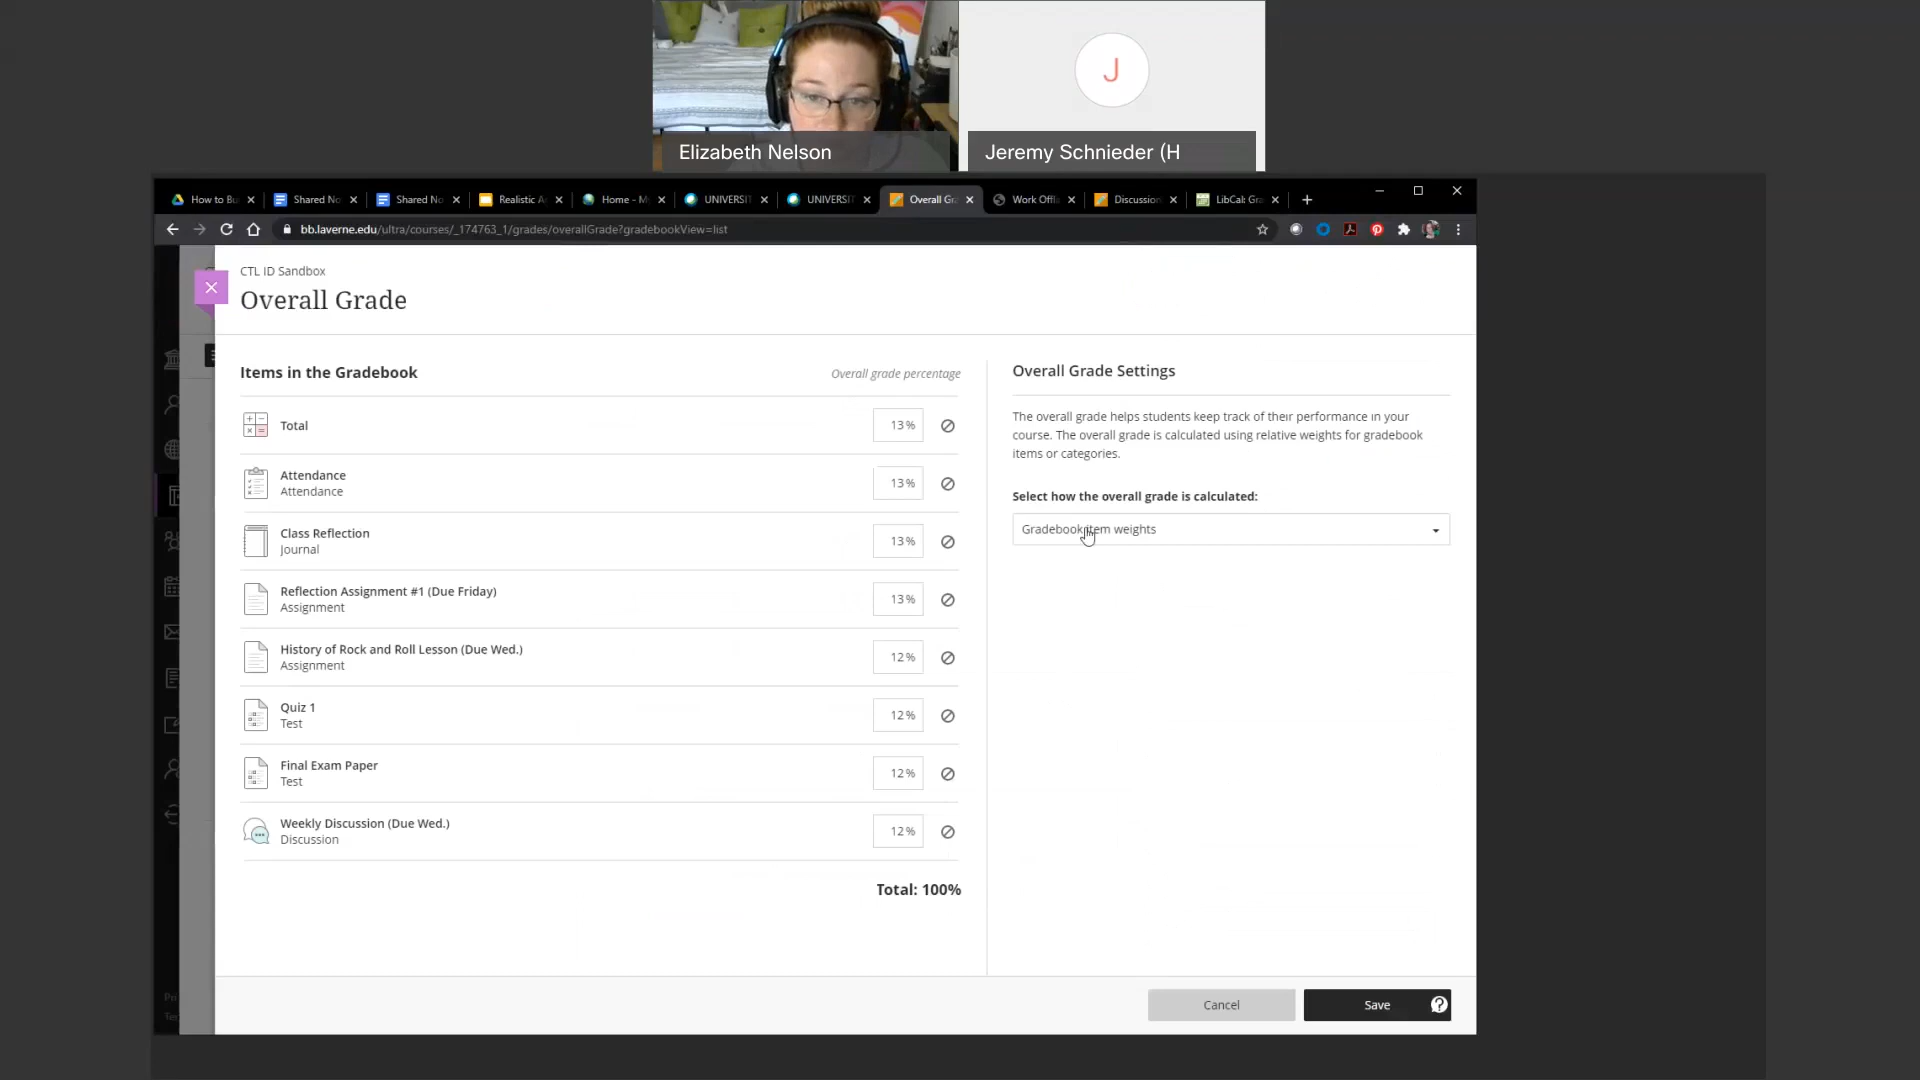 J
Elizabeth Nelson
Jeremy Schnieder (H
How to Bu
Shared No
Shared No
Realistic A
Home - M
UNIVERSIT
UNIVERSIT
Overall Gra
Work Offli
Discussion
LibCal: Gra
bb.laverne.edu/ultra/courses/_174763_1/grades/overallGrade?gradebookView=list
CTL ID Sandbox
Overall Grade
Items in the Gradebook
Overall grade percentage
Total
13%
Attendance
Attendance
13%
Class Reflection
Journal
13%
Reflection Assignment #1 (Due Friday)
Assignment
13%
History of Rock and Roll Lesson (Due Wed.)
Assignment
12%
Quiz 1
Test
12%
Final Exam Paper
Test
12%
Weekly Discussion (Due Wed.)
Discussion
12%
Total: 100%
Overall Grade Settings
The overall grade helps students keep track of their performance in your
course. The overall grade is calculated using relative weights for gradebook
items or categories.
Select how the overall grade is calculated:
Gradebook item weights
Cancel
Save
?